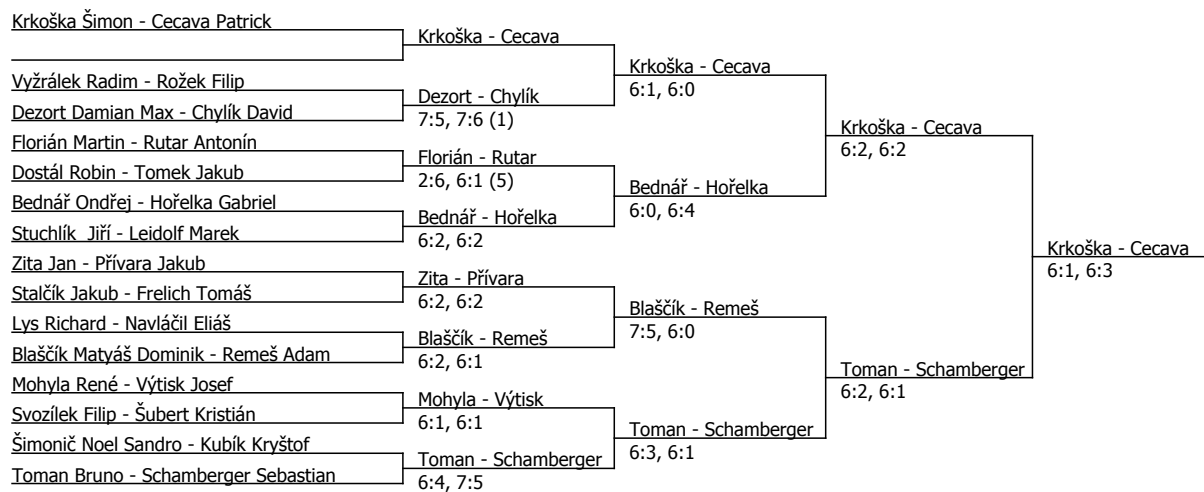 Krkoška Šimon - Cecava Patrick
Vyžrálek Radim - Rožek Filip
Dezort Damian Max - Chylík David
Florián Martin - Rutar Antonín
Dostál Robin - Tomek Jakub
Bednář Ondřej - Hořelka Gabriel
Stuchlík  Jiří - Leidolf Marek
Zita Jan - Přívara Jakub
Stalčík Jakub - Frelich Tomáš
Lys Richard - Navláčil Eliáš
Blaščík Matyáš Dominik - Remeš Adam
Mohyla René - Výtisk Josef
Svozílek Filip - Šubert Kristián
Šimonič Noel Sandro - Kubík Kryštof
Toman Bruno - Schamberger Sebastian
Krkoška - Cecava
Dezort - Chylík
7:5, 7:6 (1)
Florián - Rutar
2:6, 6:1 (5)
Bednář - Hořelka
6:2, 6:2
Zita - Přívara
6:2, 6:2
Blaščík - Remeš
6:2, 6:1
Mohyla - Výtisk
6:1, 6:1
Toman - Schamberger
6:4, 7:5
Krkoška - Cecava
6:1, 6:0
Bednář - Hořelka
6:0, 6:4
Blaščík - Remeš
7:5, 6:0
Toman - Schamberger
6:3, 6:1
Krkoška - Cecava
6:2, 6:2
Toman - Schamberger
6:2, 6:1
Krkoška - Cecava
6:1, 6:3